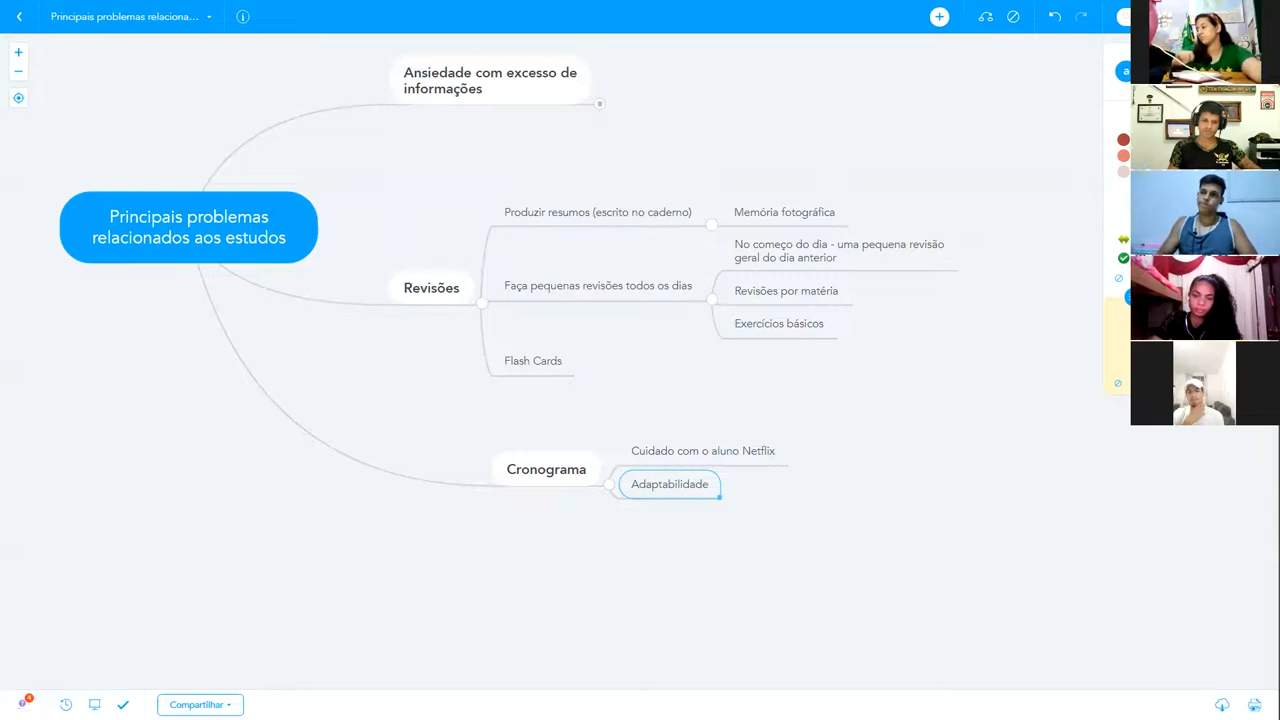 Principais problemas relaciona...
Ansiedade com excesso de
informações
Principais problemas
relacionados aos estudos
Revisões
Produzir resumos (escrito no caderno)
Memória fotográfica
Faça pequenas revisões todos os dias
No começo do dia - uma pequena revisão
geral do dia anterior
Revisões por matéria
Exercícios básicos
Flash Cards
Cronograma
Cuidado com o aluno Netflix
Adaptabilidade
a
4
Compartilhar